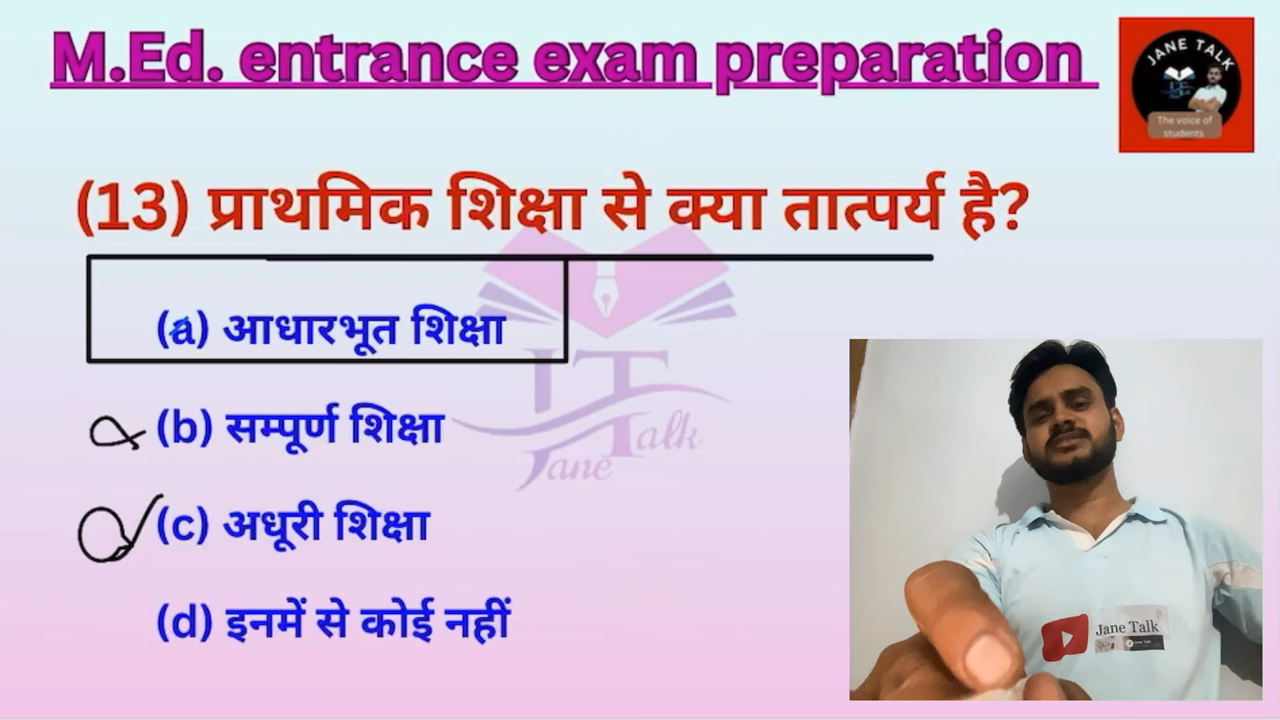 M.Ed. entrance exam preparation
JANE TALK
The voice of
students
(13) प्राथमिक शिक्षा से क्या तात्पर्य है?
(a) आधारभूत शिक्षा
(b) सम्पूर्ण शिक्षा
(c) अधूरी शिक्षा
(d) इनमें से कोई नहीं
JT
Jane Talk
Jane Talk